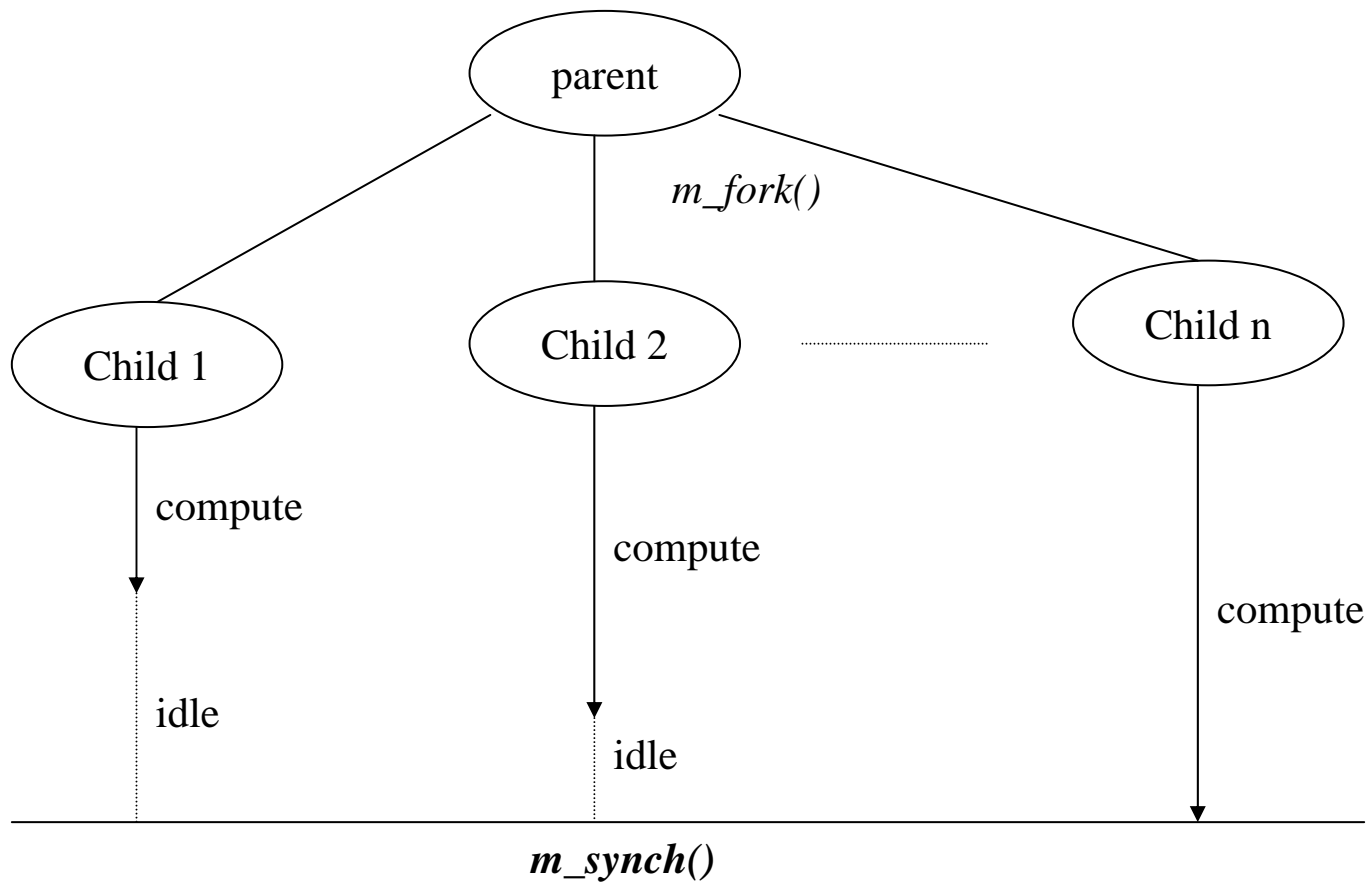 parent
m_fork()
Child 1
Child 2
Child n
compute
compute
compute
idle
idle
m_synch()